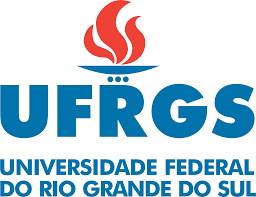 UFRGS
UNIVERSIDADE FEDERAL
DO RIO GRANDE DO SUL